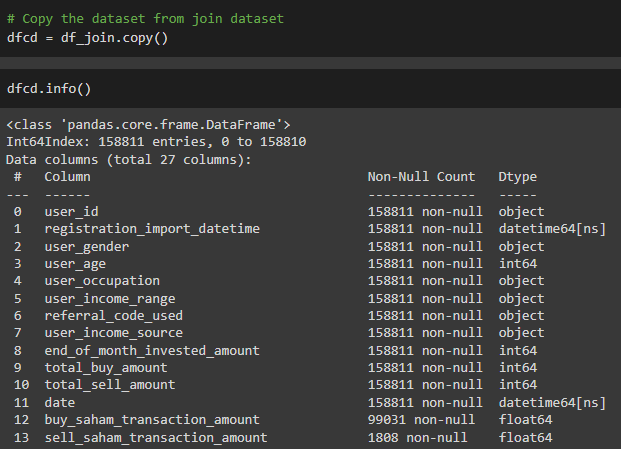 # Copy the dataset from join dataset
dfcd = df_join.copy()
dfcd.info()
<class 'pandas.core.frame.DataFrame'>
Int64Index: 158811 entries, 0 to 158810
Data columns (total 27 columns):
 #   Column                              Non-Null Count   Dtype
---  ------                              --------------   -----
 0   user_id                             158811 non-null  object
 1   registration_import_datetime        158811 non-null  datetime64[ns]
 2   user_gender                         158811 non-null  object
 3   user_age                            158811 non-null  int64
 4   user_occupation                     158811 non-null  object
 5   user_income_range                   158811 non-null  object
 6   referral_code_used                  158811 non-null  object
 7   user_income_source                  158811 non-null  object
 8   end_of_month_invested_amount        158811 non-null  int64
 9   total_buy_amount                    158811 non-null  int64
 10  total_sell_amount                   158811 non-null  int64
 11  date                                158811 non-null  datetime64[ns]
 12  buy_saham_transaction_amount        99031 non-null   float64
 13  sell_saham_transaction_amount       1808 non-null    float64